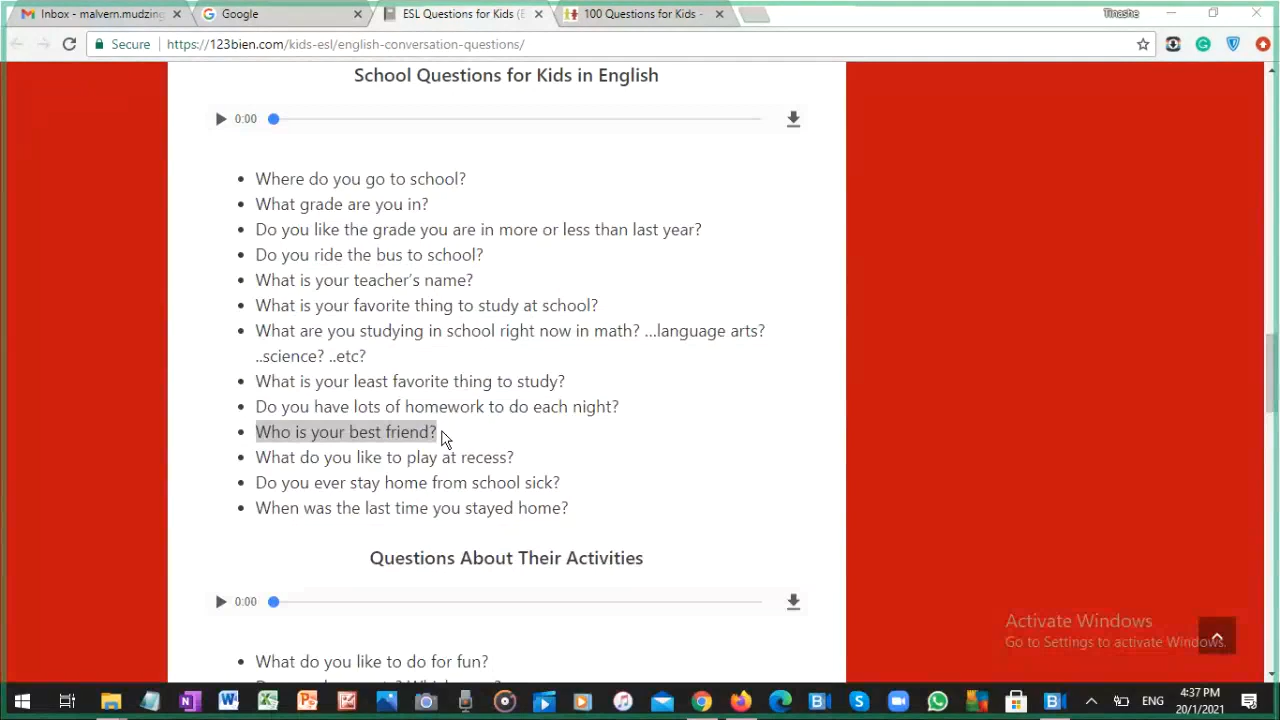 Inbox - malvern.mudzing
Google
ESL Questions for Kids (E
100 Questions for Kids -
Tinashe
Secure
https://123bien.com/kids-esl/english-conversation-questions/
School Questions for Kids in English
0:00
Where do you go to school?
What grade are you in?
Do you like the grade you are in more or less than last year?
Do you ride the bus to school?
What is your teacher's name?
What is your favorite thing to study at school?
What are you studying in school right now in math? ...language arts?
..science? ..etc?
What is your least favorite thing to study?
Do you have lots of homework to do each night?
Who is your best friend?
What do you like to play at recess?
Do you ever stay home from school sick?
When was the last time you stayed home?
Questions About Their Activities
0:00
What do you like to do for fun?
Activate Windows
Go to Settings to activate Windows.
ENG
4:37 PM
20/1/2021